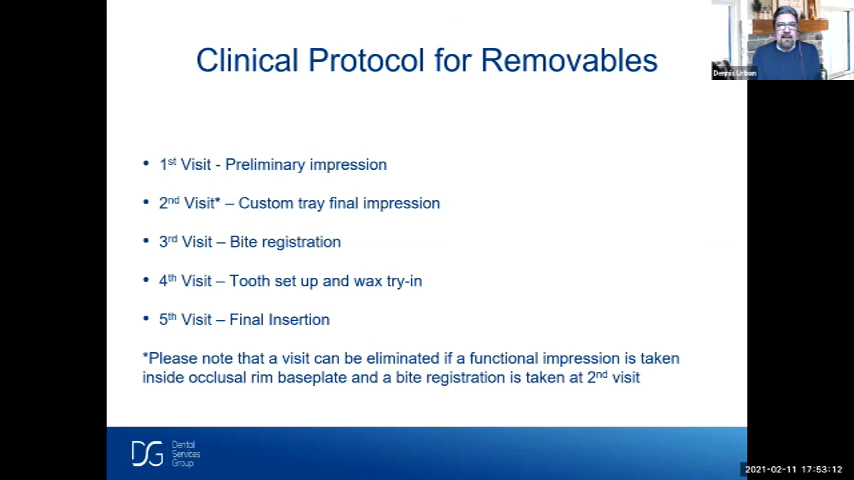 Clinical Protocol for Removables
Dennis Urban
• 1st Visit - Preliminary impression
• 2nd Visit* – Custom tray final impression
• 3rd Visit – Bite registration
• 4th Visit – Tooth set up and wax try-in
• 5th Visit – Final Insertion
*Please note that a visit can be eliminated if a functional impression is taken
inside occlusal rim baseplate and a bite registration is taken at 2nd visit
DSG
Dental
Services
Group
2021-02-11 17:53:12